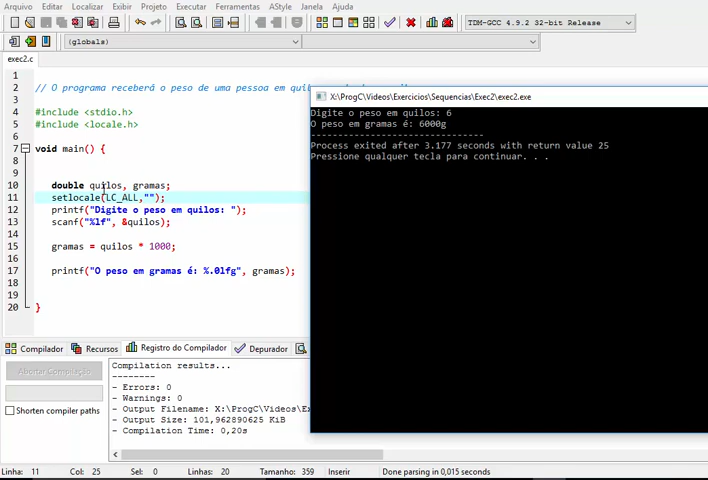 Arquivo Editar Localizar Exibir Projeto Executar Ferramentas AStyle Janela Ajuda
TDM-GCC 4.9.2 32-bit Release
(globals)
exec2.c
1
2 // O programa receberá o peso de uma pessoa em
3
4 #include <stdio.h>
5 #include <locale.h>
6
7 void main() {
8
9
10 double quilos, gramas;
11 setlocale(LC_ALL,"");
12 printf("Digite o peso em quilos: ");
13 scanf("%lf", &quilos);
14
15 gramas = quilos * 1000;
16
17 printf("O peso em gramas é: %.0lfg", gramas);
18
19
20 }
X:\ProgC\Videos\Exercicios\Sequencias\Exec2\exec2.exe
Digite o peso em quilos: 6
O peso em gramas é: 6000g
--------------------------------
Process exited after 3.177 seconds with return value 25
Pressione qualquer tecla para continuar. . .
Compilador Recursos Registro do Compilador Depurador
Abortar Compilação
Shorten compiler paths
Compilation results...
--------
- Errors: 0
- Warnings: 0
- Output Filename: X:\ProgC\Videos\Ex
- Output Size: 101,962890625 KiB
- Compilation Time: 0,20s
Linha: 11 Col: 25 Sel: 0 Linhas: 20 Tamanho: 359 Inserir Done parsing in 0,015 seconds